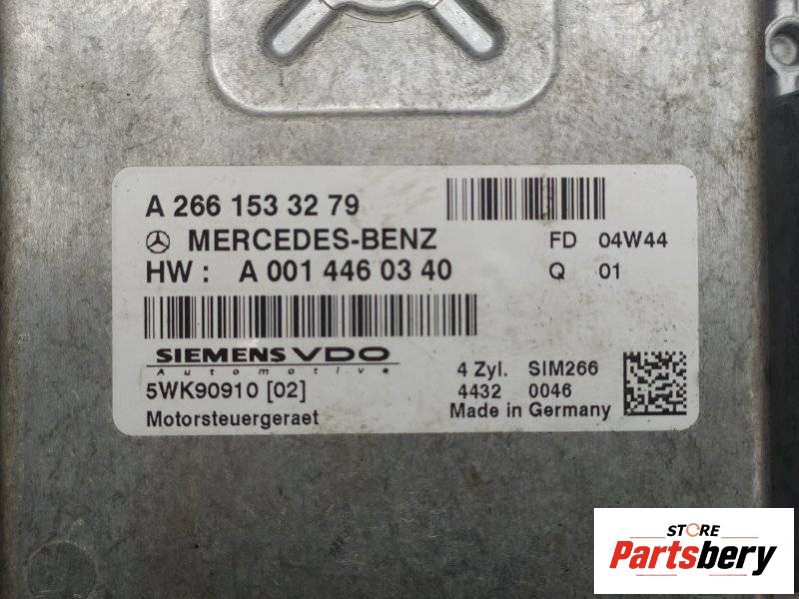 A 266 153 32 79
MERCEDES-BENZ FD 04W44
HW : A 001 446 03 40 Q 01
SIEMENS VDO
Automotive
4 Zyl. SIM266
5WK90910 [02] 4432 0046
Motorsteuergeraet Made in Germany
STORE
Partsbery